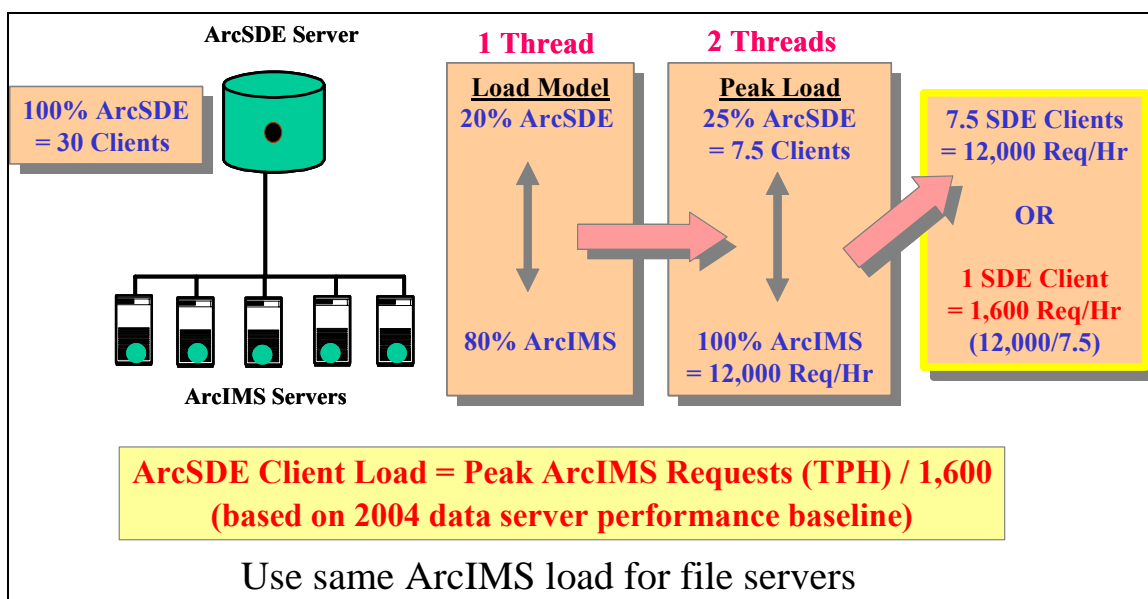 ArcSDE Server
100% ArcSDE
= 30 Clients
ArcIMS Servers
1 Thread
Load Model
20% ArcSDE
80% ArcIMS
2 Threads
Peak Load
25% ArcSDE
= 7.5 Clients
100% ArcIMS
= 12,000 Req/Hr
7.5 SDE Clients
= 12,000 Req/Hr
OR
1 SDE Client
= 1,600 Req/Hr
(12,000/7.5)
ArcSDE Client Load = Peak ArcIMS Requests (TPH) / 1,600
(based on 2004 data server performance baseline)
Use same ArcIMS load for file servers